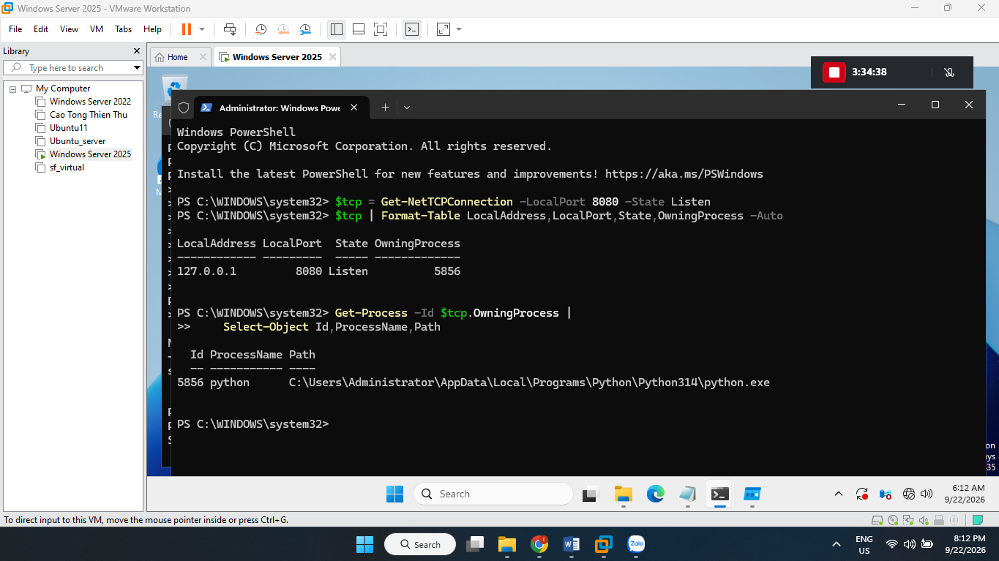 Windows Server 2025 - VMware Workstation
File Edit View VM Tabs Help
Library
Type here to search
My Computer
Windows Server 2022
Cao Tong Thien Thu
Ubuntu11
Ubuntu_server
Windows Server 2025
sf_virtual
Home
Windows Server 2025
3:34:38
Administrator: Windows Powe
Windows PowerShell
Copyright (C) Microsoft Corporation. All rights reserved.
Install the latest PowerShell for new features and improvements! https://aka.ms/PSWindows
PS C:\WINDOWS\system32> $tcp = Get-NetTCPConnection -LocalPort 8080 -State Listen
PS C:\WINDOWS\system32> $tcp | Format-Table LocalAddress,LocalPort,State,OwningProcess -Auto
LocalAddress LocalPort  State OwningProcess
------------ ---------  ----- -------------
127.0.0.1         8080 Listen          5856
PS C:\WINDOWS\system32> Get-Process -Id $tcp.OwningProcess |
>>     Select-Object Id,ProcessName,Path
  Id ProcessName Path
  -- ----------- ----
5856 python      C:\Users\Administrator\AppData\Local\Programs\Python\Python314\python.exe
PS C:\WINDOWS\system32>
Search
6:12 AM
9/22/2026
To direct input to this VM, move the mouse pointer inside or press Ctrl+G.
Search
Zalo
ENG
US
8:12 PM
9/22/2026